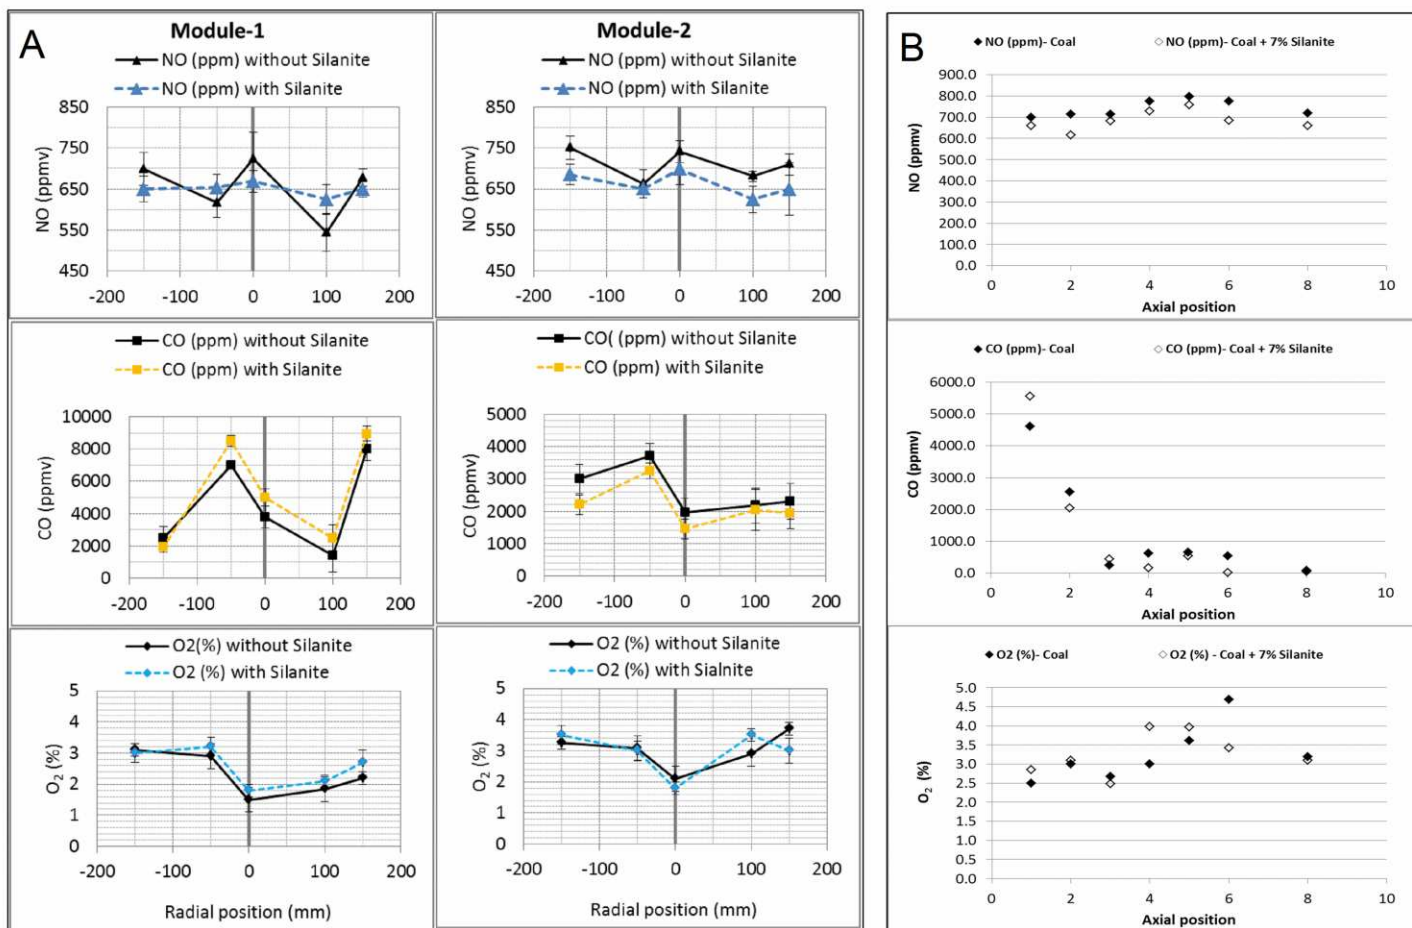 A
Module-1
NO (ppm) without Silanite
NO (ppm) with Silanite
850
750
650
550
450
NO (ppmv)
-200 -100 0 100 200
Module-2
NO (ppm) without Silanite
NO (ppm) with Silanite
850
750
650
550
450
NO (ppmv)
-200 -100 0 100 200
CO (ppm) without Silanite
CO (ppm) with Silanite
10000
8000
6000
4000
2000
0
CO (ppmv)
-200 -100 0 100 200
CO( (ppm) without Silanite
CO (ppm) with Silanite
5000
4000
3000
2000
1000
0
CO (ppmv)
-200 -100 0 100 200
O2(%) without Silanite
O2 (%) with Silanite
5
4
3
2
1
0
O2 (%)
-200 -100 0 100 200
Radial position (mm)
O2 (%) without Silanite
O2 (%) with Sialnite
5
4
3
2
1
0
O2 (%)
-200 -100 0 100 200
Radial position (mm)
B
NO (ppm)- Coal NO (ppm)- Coal + 7% Silanite
900.0
800.0
700.0
600.0
500.0
400.0
300.0
200.0
100.0
0.0
NO (ppmv)
0 2 4 6 8 10
Axial position
CO (ppm)- Coal CO (ppm)- Coal + 7% Silanite
6000.0
5000.0
4000.0
3000.0
2000.0
1000.0
0.0
CO (ppmv)
0 2 4 6 8 10
Axial position
O2 (%)- Coal O2 (%) - Coal + 7% Silanite
5.0
4.5
4.0
3.5
3.0
2.5
2.0
1.5
1.0
0.5
0.0
O2 (%)
0 2 4 6 8 10
Axial position